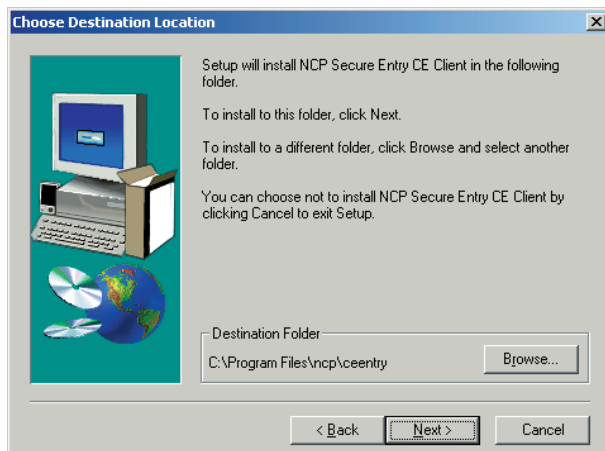 Choose Destination Location
Setup will install NCP Secure Entry CE Client in the following
folder.
To install to this folder, click Next.
To install to a different folder, click Browse and select another
folder.
You can choose not to install NCP Secure Entry CE Client by
clicking Cancel to exit Setup.
Destination Folder
C:\Program Files\ncp\ceentry
Browse...
< Back
Next >
Cancel